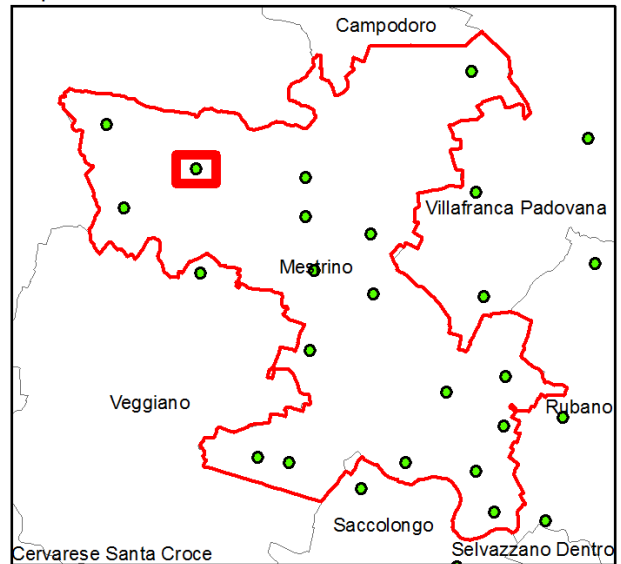 Campodoro
Villafranca Padovana
Mestrino
Veggiano
Rubano
Saccolongo
Cervarese Santa Croce
Selvazzano Dentro